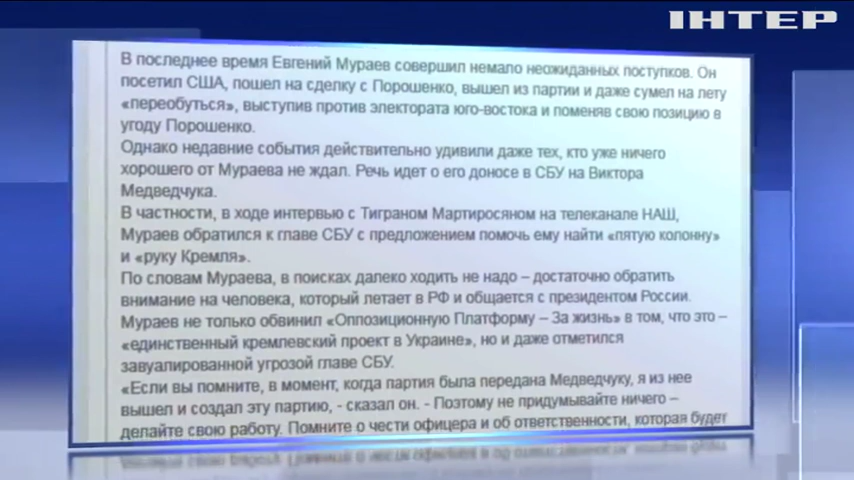 ІНТЕР
В последнее время Евгений Мураев совершил немало неожиданных поступков. Он
посетил США, пошел на сделку с Порошенко, вышел из партии и даже сумел на лету
«переобуться», выступив против электората юго-востока и поменяв свою позицию в
угоду Порошенко.
Однако недавние события действительно удивили даже тех, кто уже ничего
хорошего от Мураева не ждал. Речь идет о его доносе в СБУ на Виктора
Медведчука.
В частности, в ходе интервью с Тиграном Мартиросяном на телеканале НАШ,
Мураев обратился к главе СБУ с предложением помочь ему найти «пятую колонну»
и «руку Кремля».
По словам Мураева, в поисках далеко ходить не надо – достаточно обратить
внимание на человека, который летает в РФ и общается с президентом России.
Мураев не только обвинил «Оппозиционную Платформу – За жизнь» в том, что это –
«единственный кремлевский проект в Украине», но и даже отметился
завуалированной угрозой главе СБУ.
«Если вы помните, в момент, когда партия была передана Медведчуку, я из нее
вышел и создал эту партию, - сказал он. - Поэтому не придумывайте ничего –
делайте свою работу. Помните о чести офицера и об ответственности, которая будет